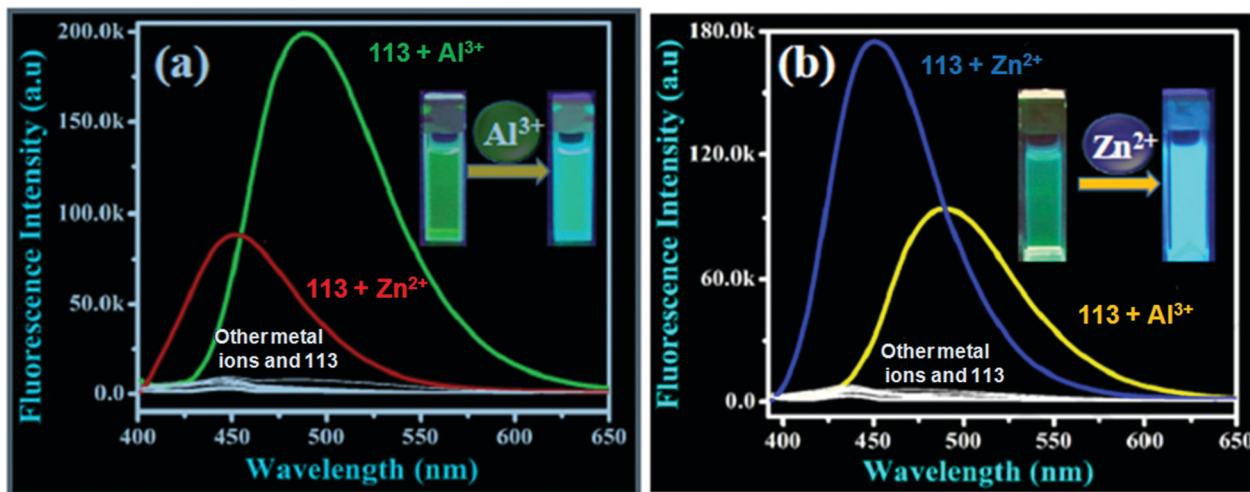 (a)
Fluorescence Intensity (a.u)
200.0k
150.0k
100.0k
50.0k
0.0
113 + Al³⁺
Al³⁺
113 + Zn²⁺
Other metal
ions and 113
400 450 500 550 600 650
Wavelength (nm)
(b)
Fluorescence Intensity (a.u)
180.0k
120.0k
60.0k
0.0
113 + Zn²⁺
Zn²⁺
113 + Al³⁺
Other metal
ions and 113
400 450 500 550 600 650
Wavelength (nm)